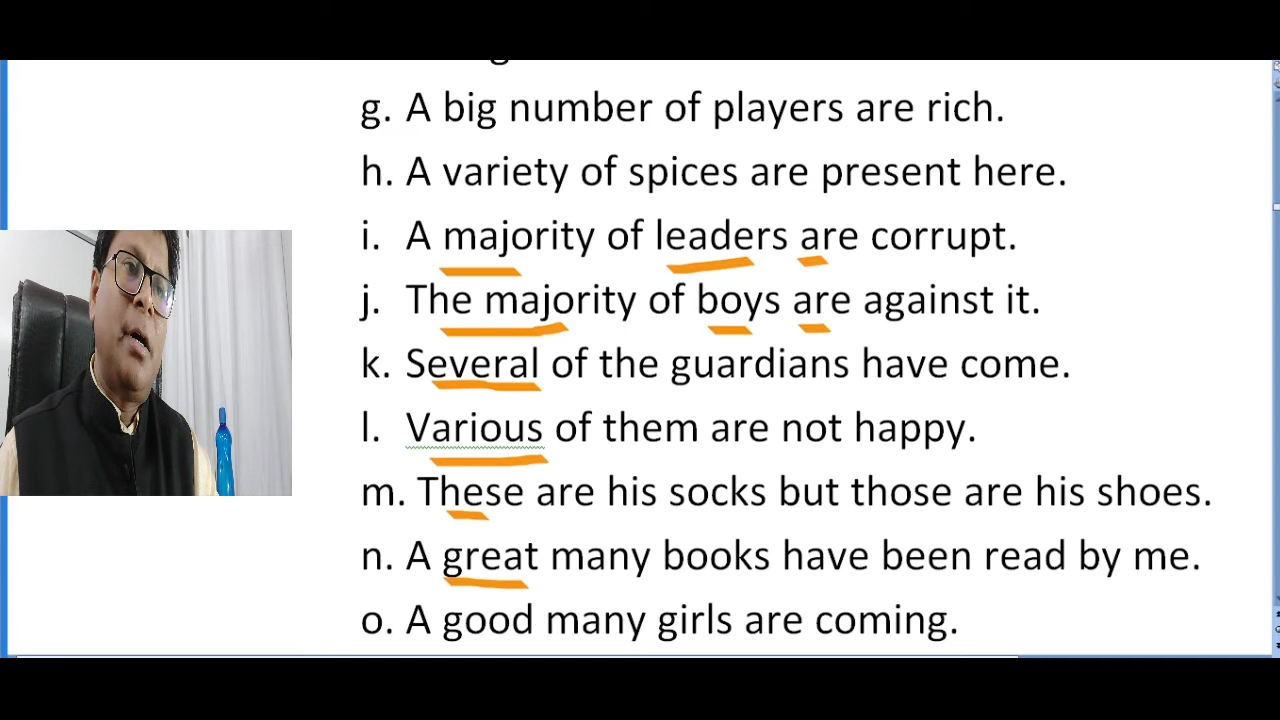 g. A big number of players are rich.
h. A variety of spices are present here.
i. A majority of leaders are corrupt.
j. The majority of boys are against it.
k. Several of the guardians have come.
l. Various of them are not happy.
m. These are his socks but those are his shoes.
n. A great many books have been read by me.
o. A good many girls are coming.